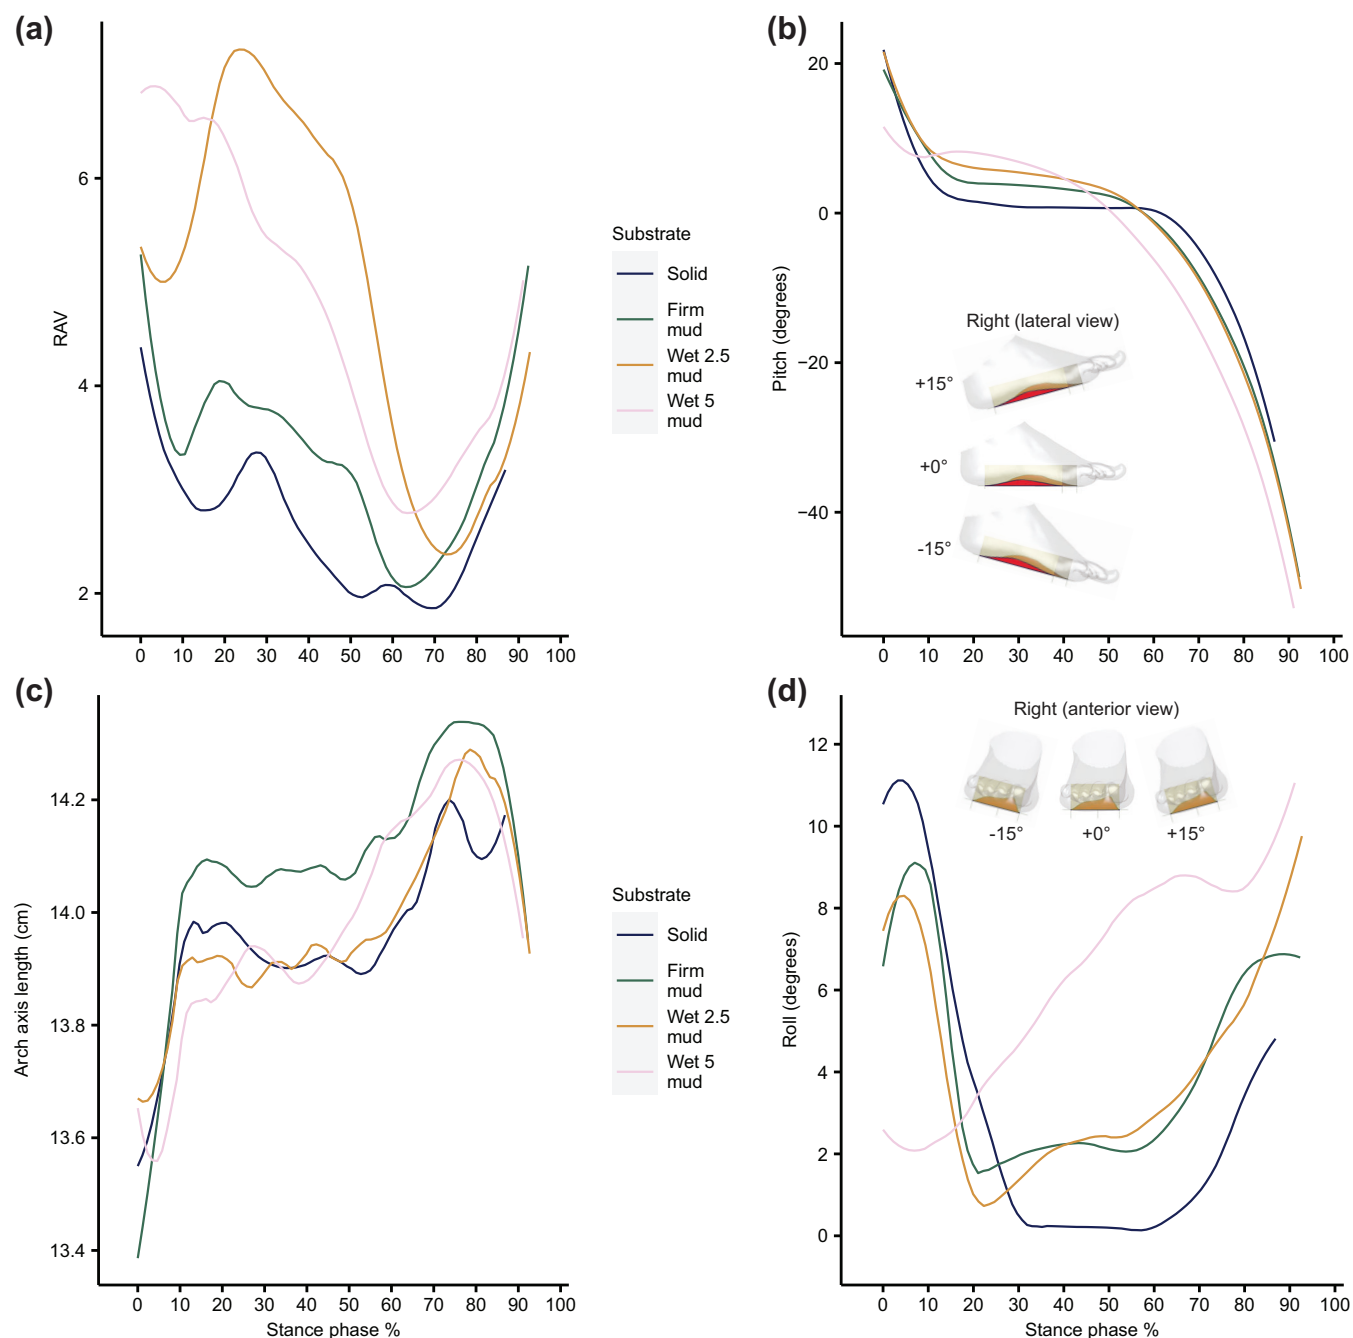 (a)
RAV
6
4
2
0 10 20 30 40 50 60 70 80 90 100
Substrate
Solid
Firm
mud
Wet 2.5
mud
Wet 5
mud
(b)
Pitch (degrees)
20
0
−20
−40
Right (lateral view)
+15°
+0°
-15°
0 10 20 30 40 50 60 70 80 90 100
(c)
Arch axis length (cm)
14.2
14.0
13.8
13.6
13.4
0 10 20 30 40 50 60 70 80 90 100
Stance phase %
Substrate
Solid
Firm
mud
Wet 2.5
mud
Wet 5
mud
(d)
Roll (degrees)
12
10
8
6
4
2
0
Right (anterior view)
-15° +0° +15°
0 10 20 30 40 50 60 70 80 90 100
Stance phase %